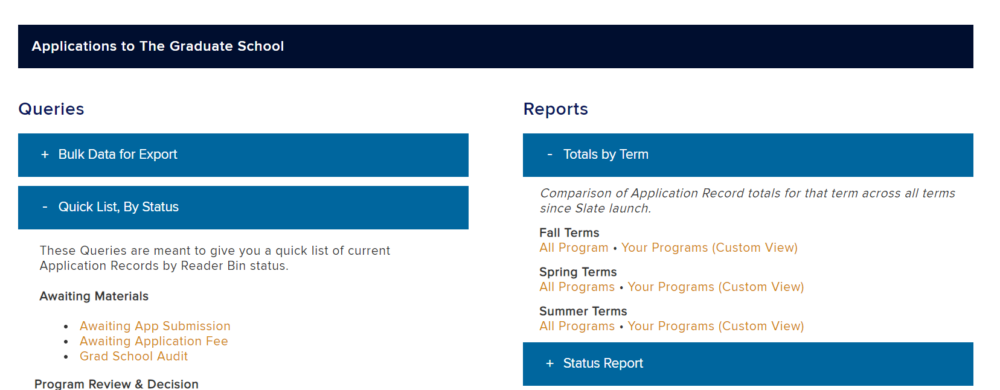 Applications to The Graduate School
Queries
+ Bulk Data for Export
- Quick List, By Status
These Queries are meant to give you a quick list of current
Application Records by Reader Bin status.
Awaiting Materials
• Awaiting App Submission
• Awaiting Application Fee
• Grad School Audit
Program Review & Decision
Reports
- Totals by Term
Comparison of Application Record totals for that term across all terms
since Slate launch.
Fall Terms
All Program • Your Programs (Custom View)
Spring Terms
All Programs • Your Programs (Custom View)
Summer Terms
All Programs • Your Programs (Custom View)
+ Status Report